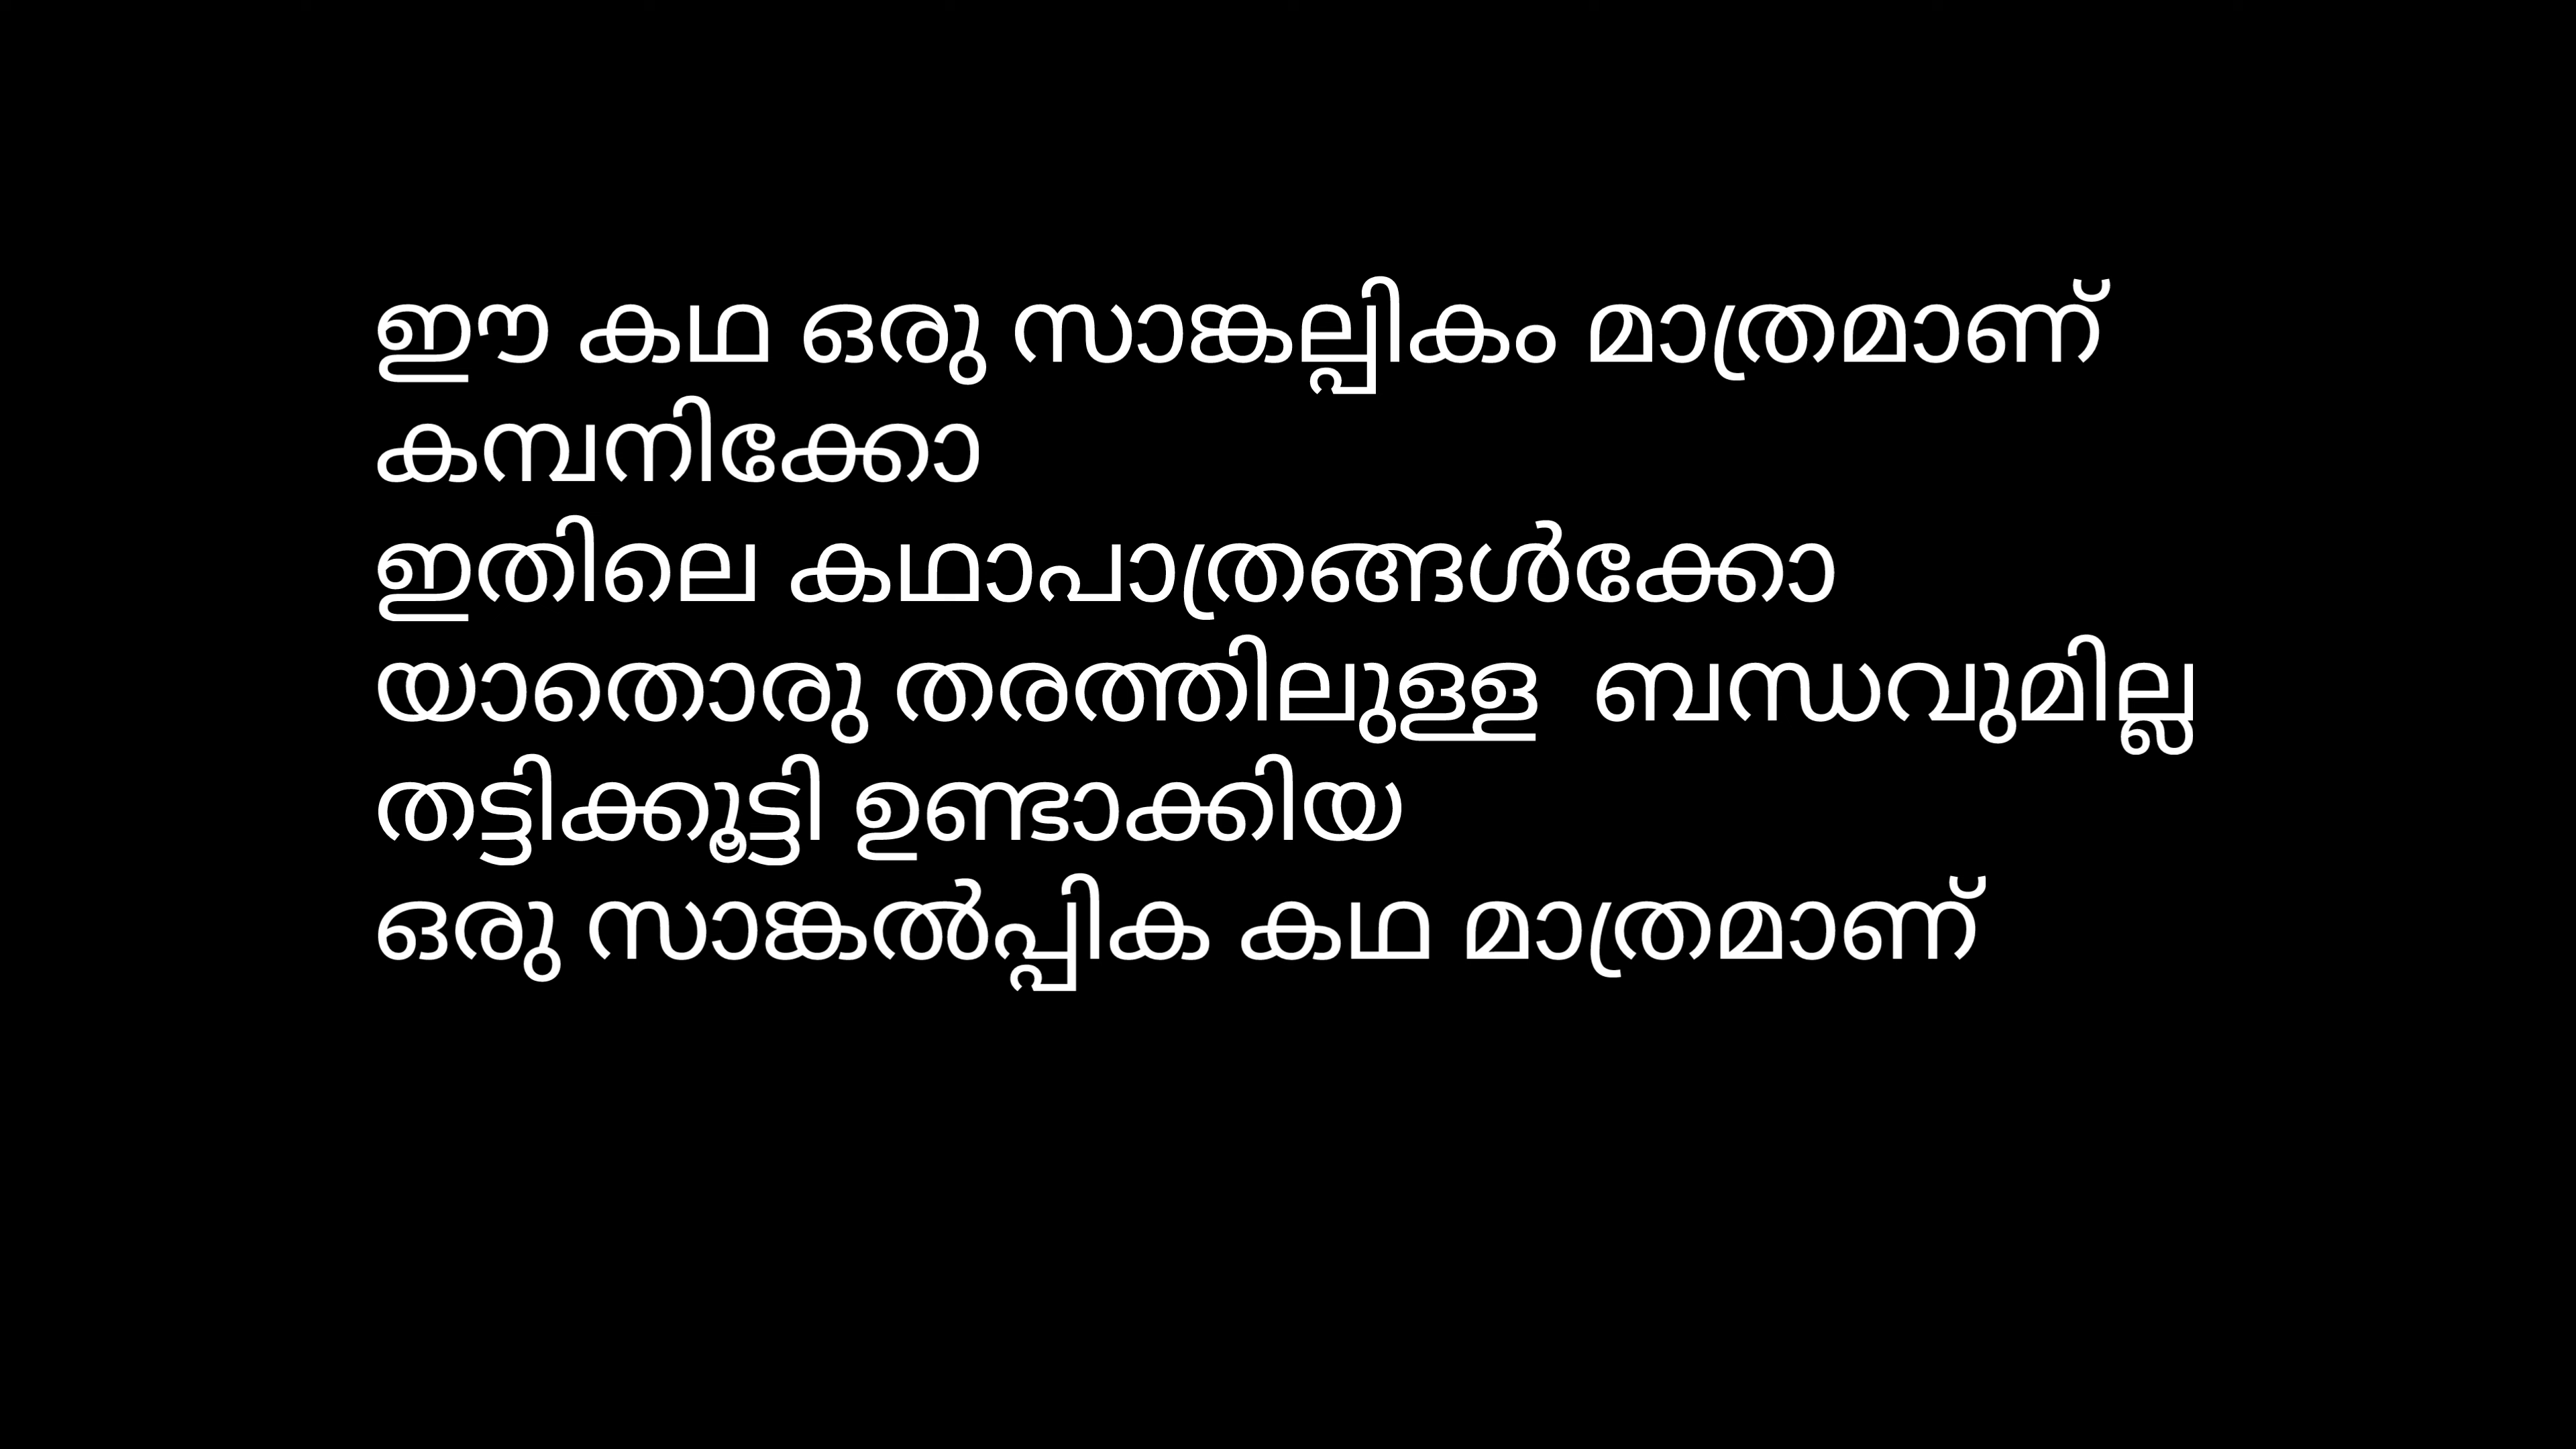 ഈ കഥ ഒരു സാങ്കല്പികം മാത്രമാണ്
കമ്പനിക്കോ
ഇതിലെ കഥാപാത്രങ്ങൾക്കോ
യാതൊരു തരത്തിലുള്ള  ബന്ധവുമില്ല
തട്ടിക്കൂട്ടി ഉണ്ടാക്കിയ
ഒരു സാങ്കൽപ്പിക കഥ മാത്രമാണ്